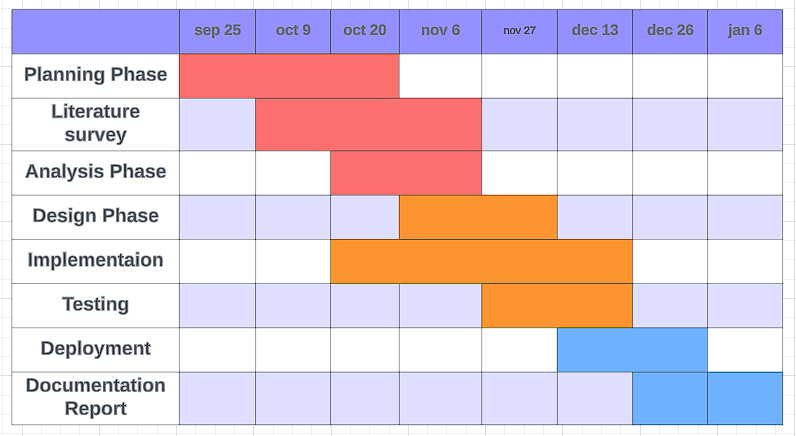 sep 25 oct 9 oct 20 nov 6 nov 27 dec 13 dec 26 jan 6
Planning Phase
Literature
survey
Analysis Phase
Design Phase
Implementaion
Testing
Deployment
Documentation
Report